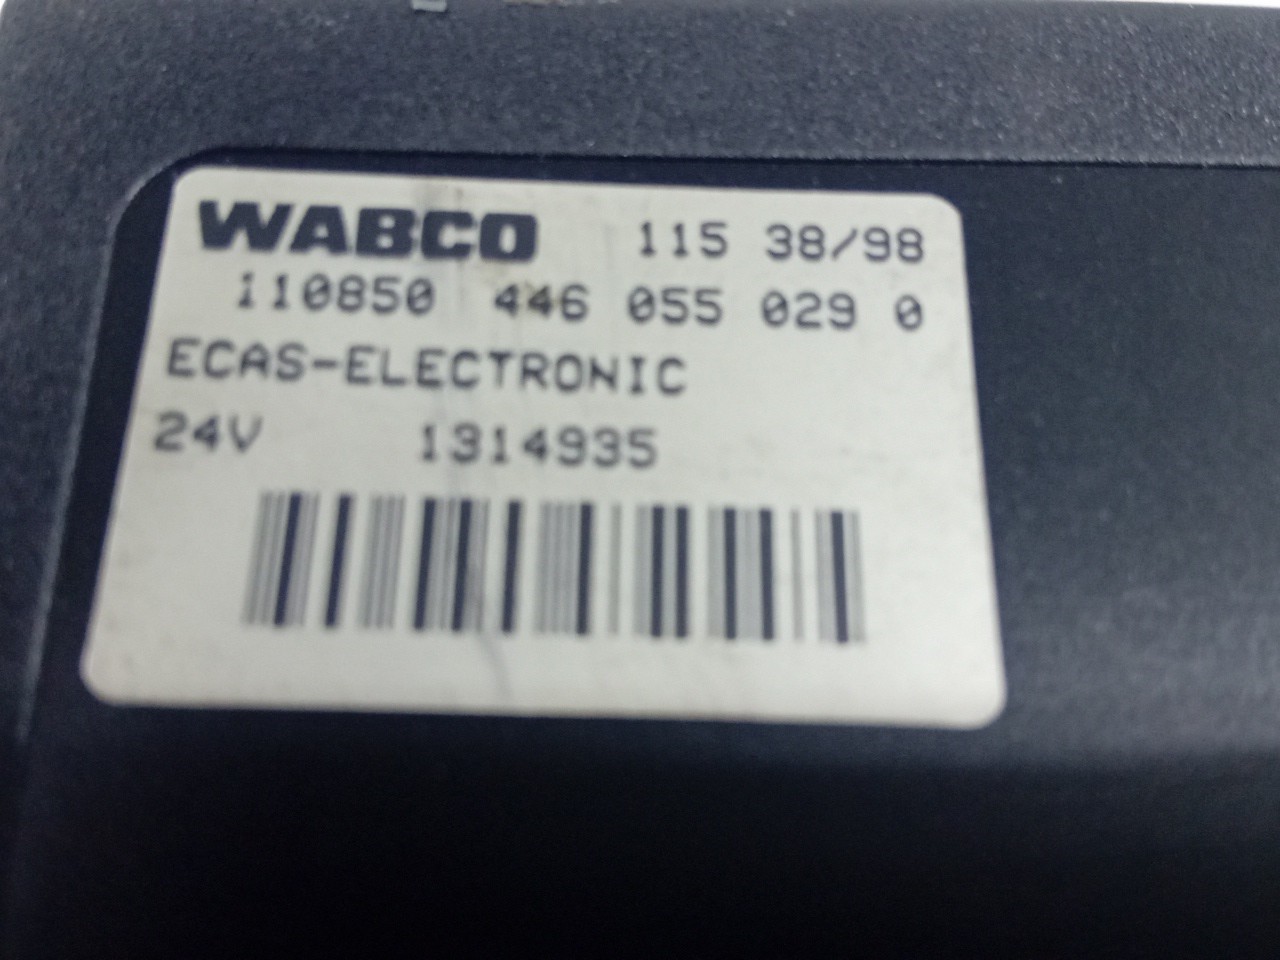 WABCO 115 38/98
110850 446 055 029 0
ECAS-ELECTRONIC
24V 1314935